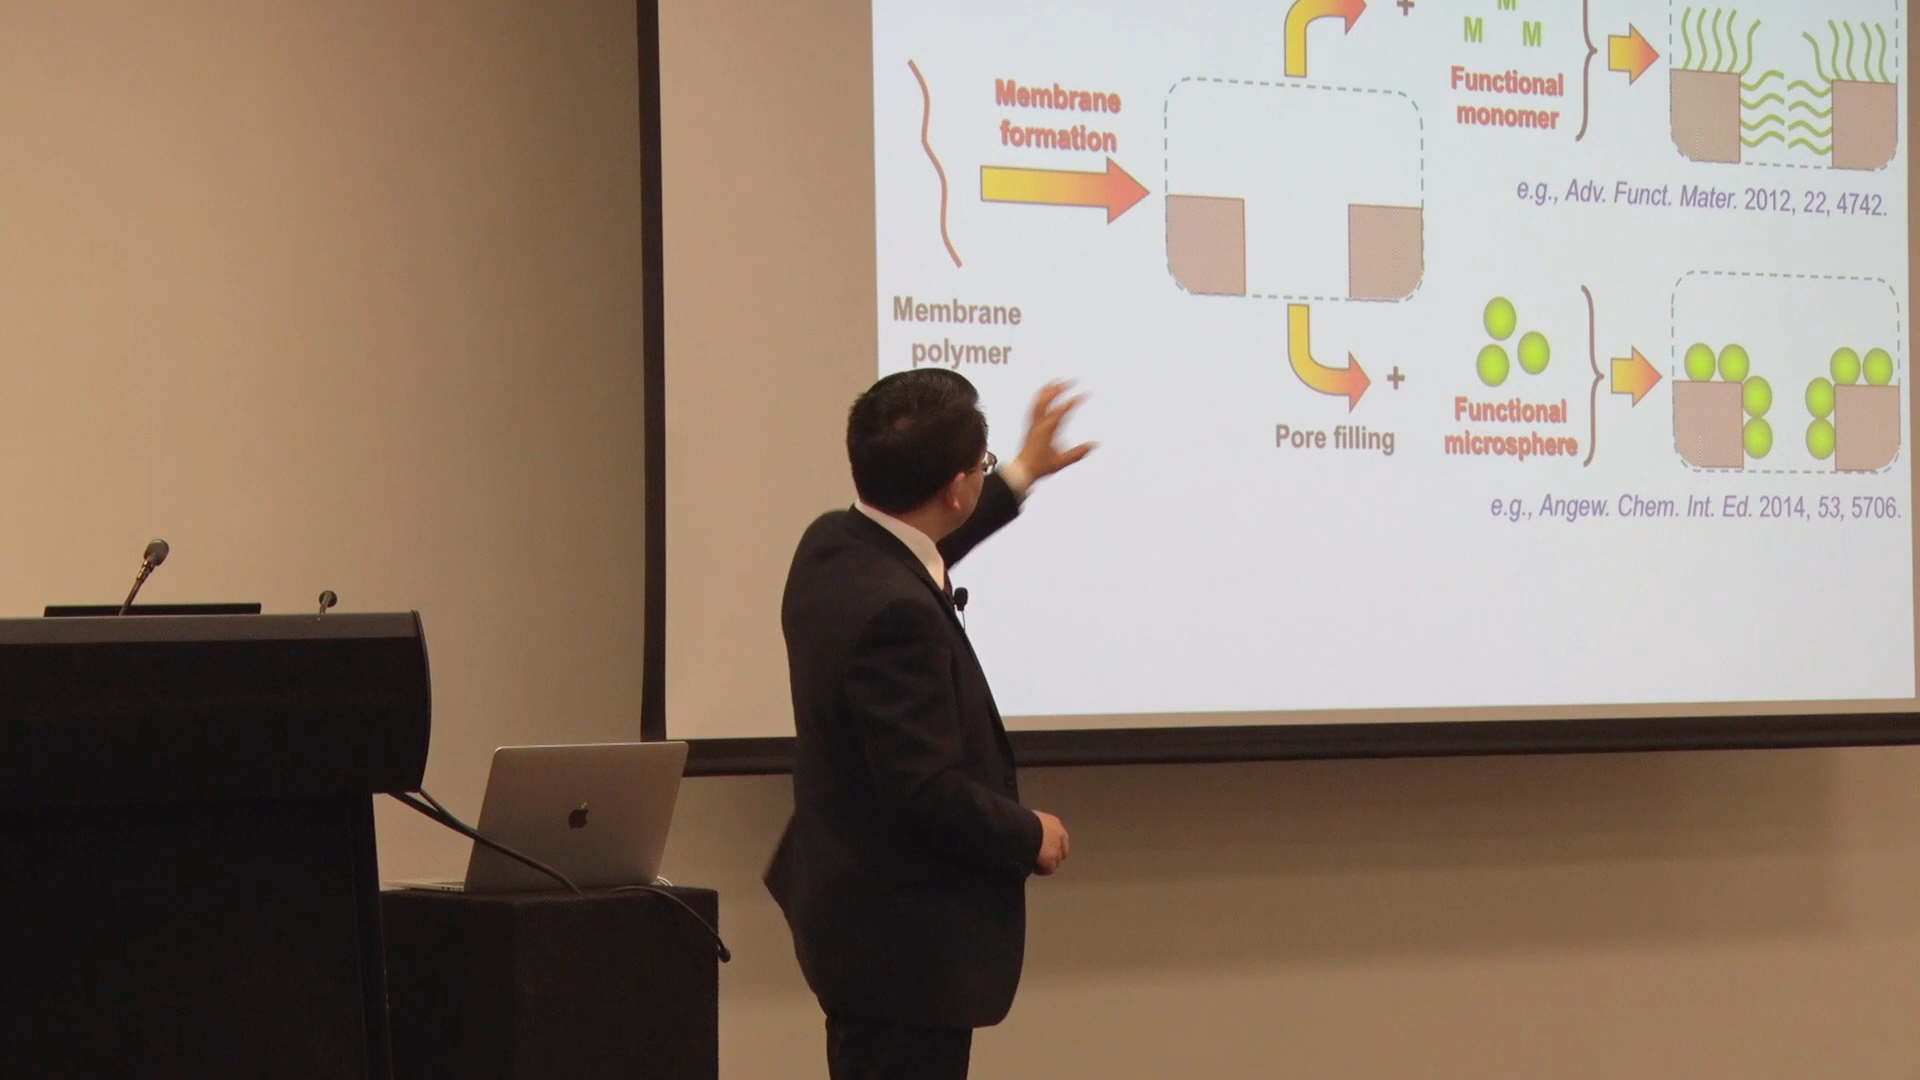 +
M
M
M
Functional
monomer
Membrane
formation
e.g., Adv. Funct. Mater. 2012, 22, 4742.
Membrane
polymer
+
Functional
microsphere
Pore filling
e.g., Angew. Chem. Int. Ed. 2014, 53, 5706.